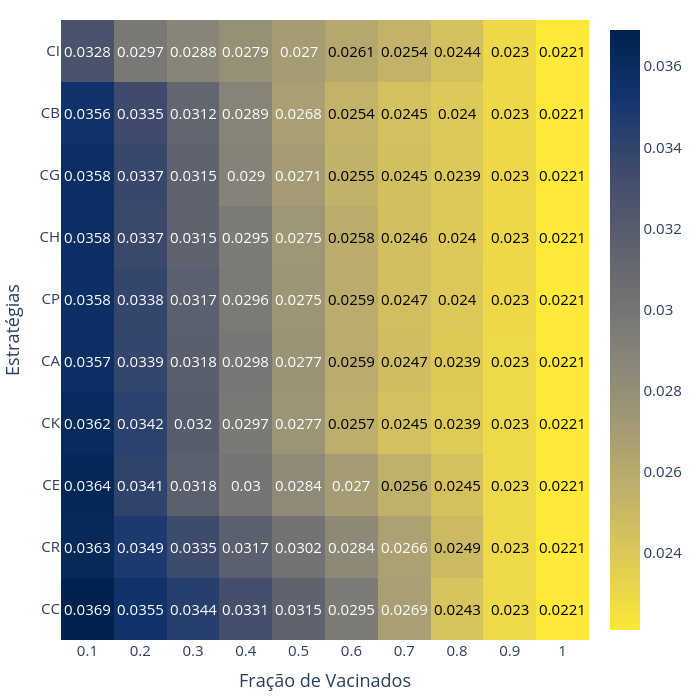 CI 0.0328 0.0297 0.0288 0.0279 0.027 0.0261 0.0254 0.0244 0.023 0.0221
CB 0.0356 0.0335 0.0312 0.0289 0.0268 0.0254 0.0245 0.024 0.023 0.0221
CG 0.0358 0.0337 0.0315 0.029 0.0271 0.0255 0.0245 0.0239 0.023 0.0221
CH 0.0358 0.0337 0.0315 0.0295 0.0275 0.0258 0.0246 0.024 0.023 0.0221
CP 0.0358 0.0338 0.0317 0.0296 0.0275 0.0259 0.0247 0.024 0.023 0.0221
CA 0.0357 0.0339 0.0318 0.0298 0.0277 0.0259 0.0247 0.0239 0.023 0.0221
CK 0.0362 0.0342 0.032 0.0297 0.0277 0.0257 0.0245 0.0239 0.023 0.0221
CE 0.0364 0.0341 0.0318 0.03 0.0284 0.027 0.0256 0.0245 0.023 0.0221
CR 0.0363 0.0349 0.0335 0.0317 0.0302 0.0284 0.0266 0.0249 0.023 0.0221
CC 0.0369 0.0355 0.0344 0.0331 0.0315 0.0295 0.0269 0.0243 0.023 0.0221
0.1 0.2 0.3 0.4 0.5 0.6 0.7 0.8 0.9 1
Fração de Vacinados
Estratégias
0.036
0.034
0.032
0.03
0.028
0.026
0.024